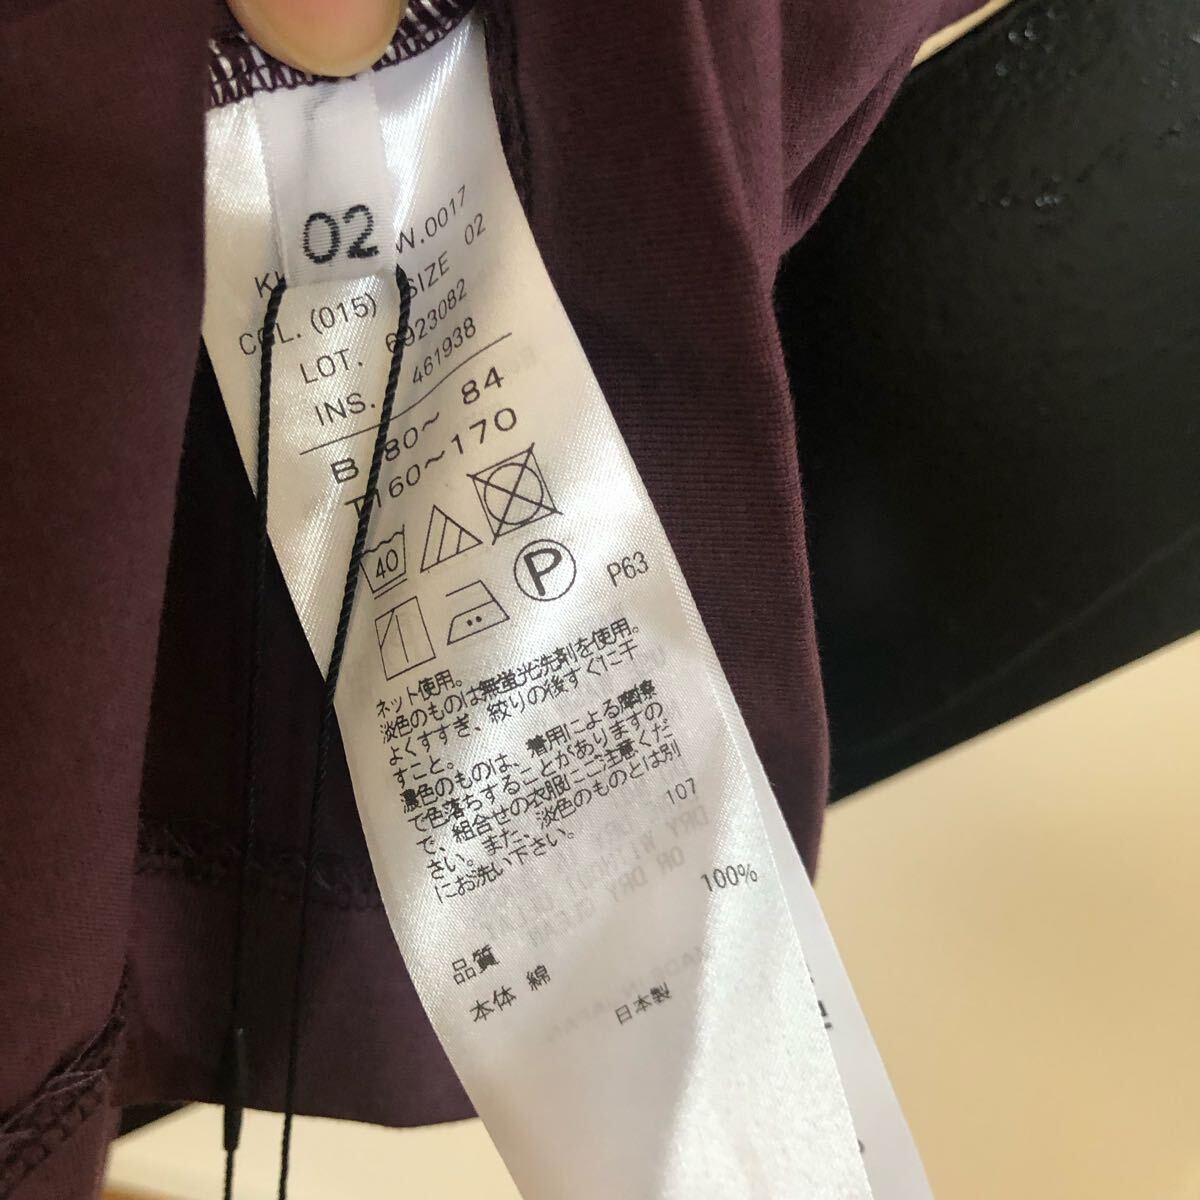 02
W.0017
COL. (015) SIZE 02
LOT. 6923082
INS. 461938
B 80～ 84
T160～170
40
P
P63
ネット使用。
淡色のものは無蛍光洗剤を使用。
よくすすぎ、絞りの後すぐに干
すこと。
濃色のものは、着用による摩擦
で色落ちすることがありますの
で、組合せの衣服にご注意くだ
さい。また、淡色のものとは別
にお洗い下さい。
107
品質
本体 綿 100%
日本製